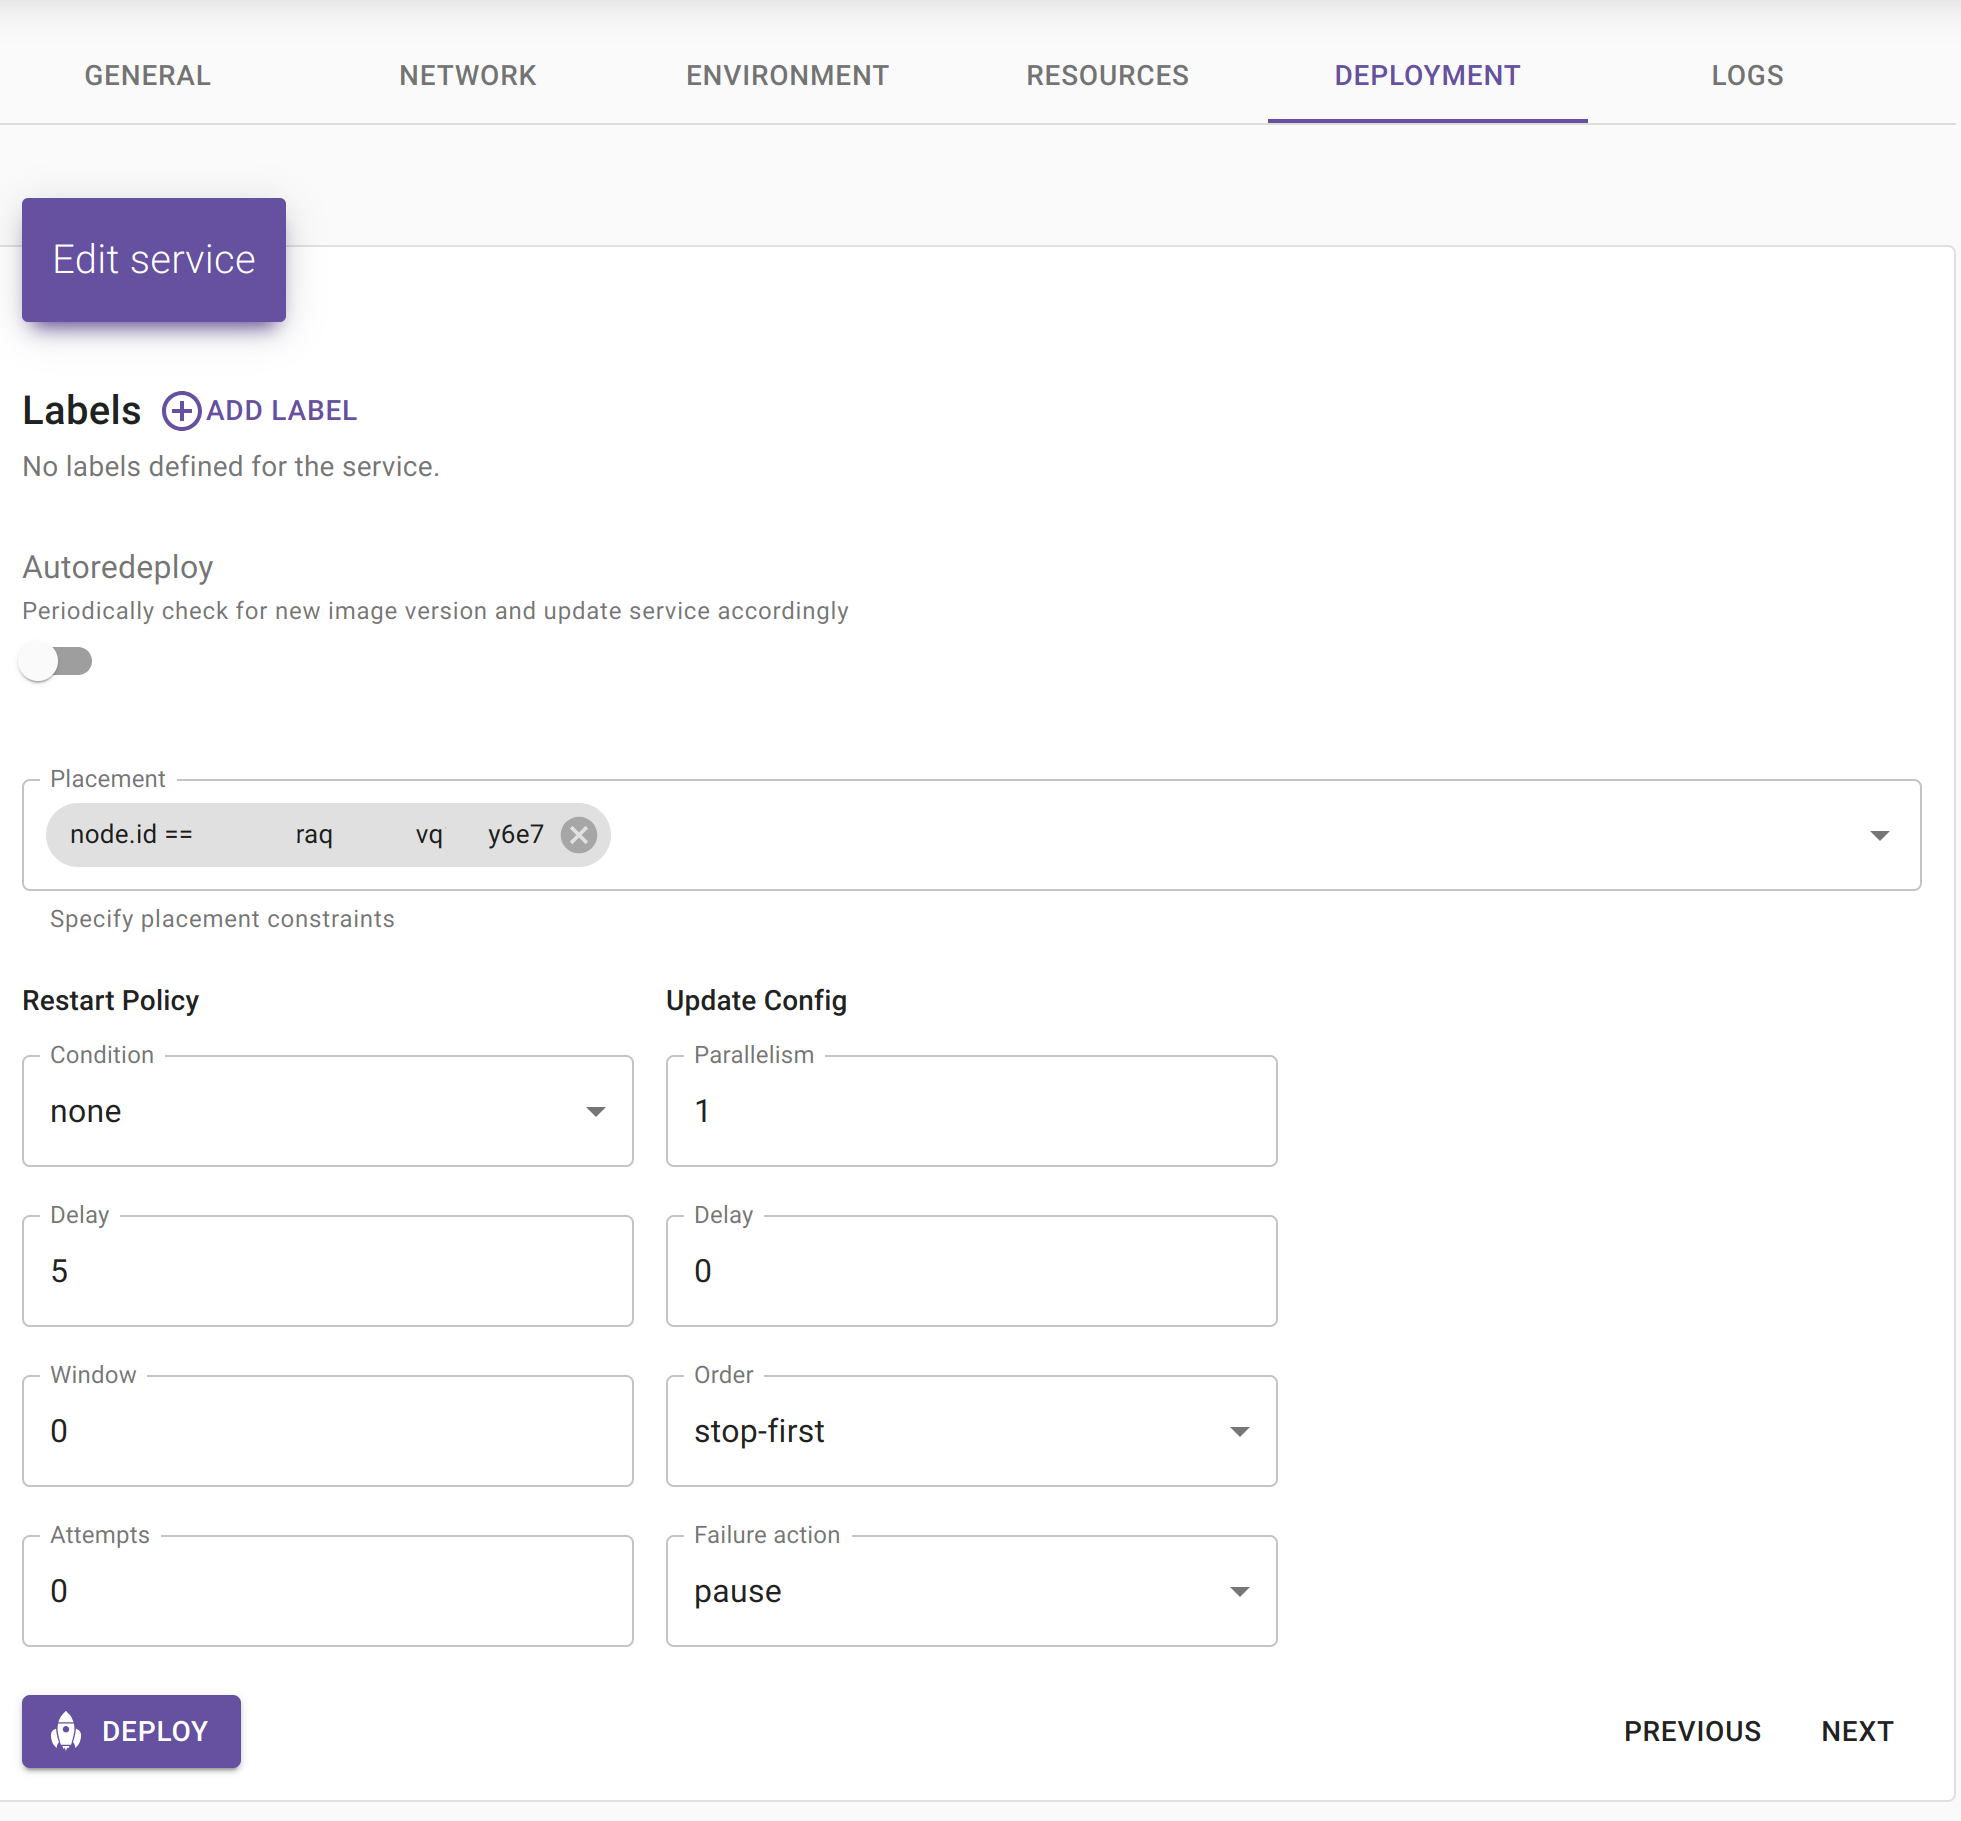 GENERAL NETWORK ENVIRONMENT RESOURCES DEPLOYMENT LOGS
Edit service
Labels ADD LABEL
No labels defined for the service.
Autoredeploy
Periodically check for new image version and update service accordingly
Placement
node.id == raq vq y6e7
Specify placement constraints
Restart Policy Update Config
Condition Parallelism
none 1
Delay Delay
5 0
Window Order
0 stop-first
Attempts Failure action
0 pause
DEPLOY PREVIOUS NEXT